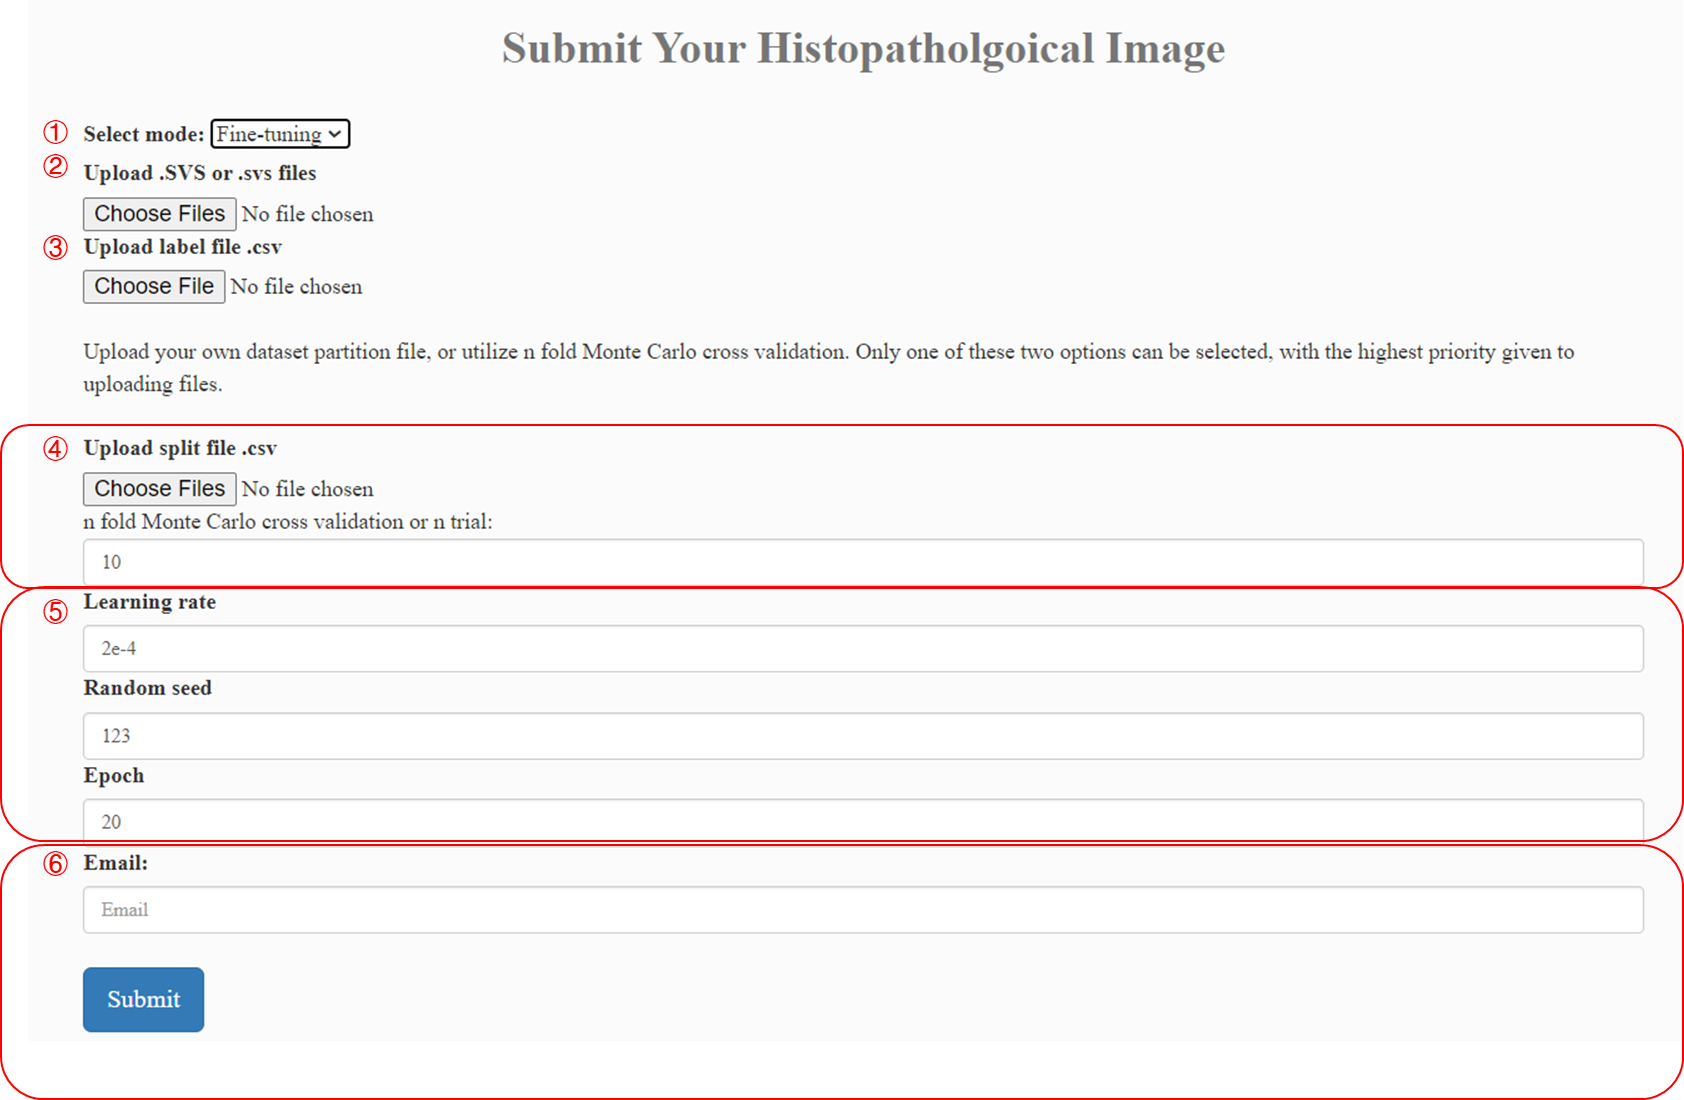 Submit Your Histopatholgoical Image
① Select mode: Fine-tuning
② Upload .SVS or .svs files
Choose Files No file chosen
③ Upload label file .csv
Choose File No file chosen
Upload your own dataset partition file, or utilize n fold Monte Carlo cross validation. Only one of these two options can be selected, with the highest priority given to
uploading files.
④ Upload split file .csv
Choose Files No file chosen
n fold Monte Carlo cross validation or n trial:
10
⑤ Learning rate
2e-4
Random seed
123
Epoch
20
⑥ Email:
Email
Submit